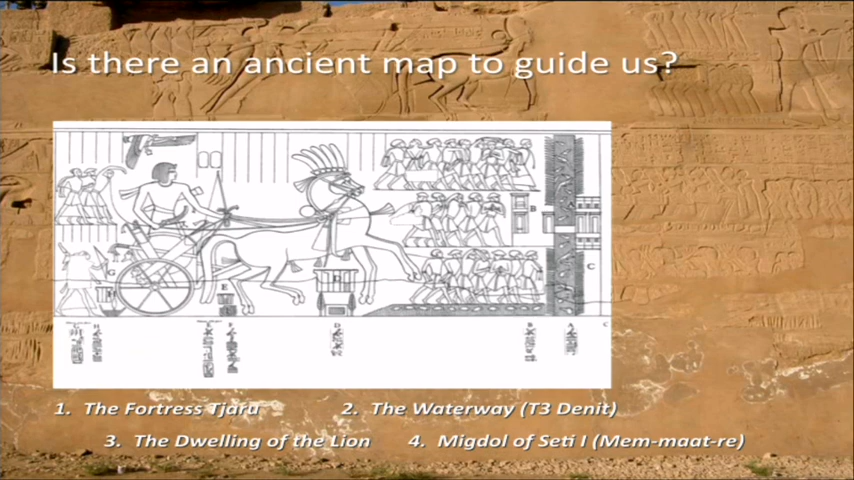 Is there an ancient map to guide us?
B
C
E
D
1. The Fortress Tjaru 2. The Waterway (T3 Denit)
3. The Dwelling of the Lion 4. Migdol of Seti I (Mem-maat-re)